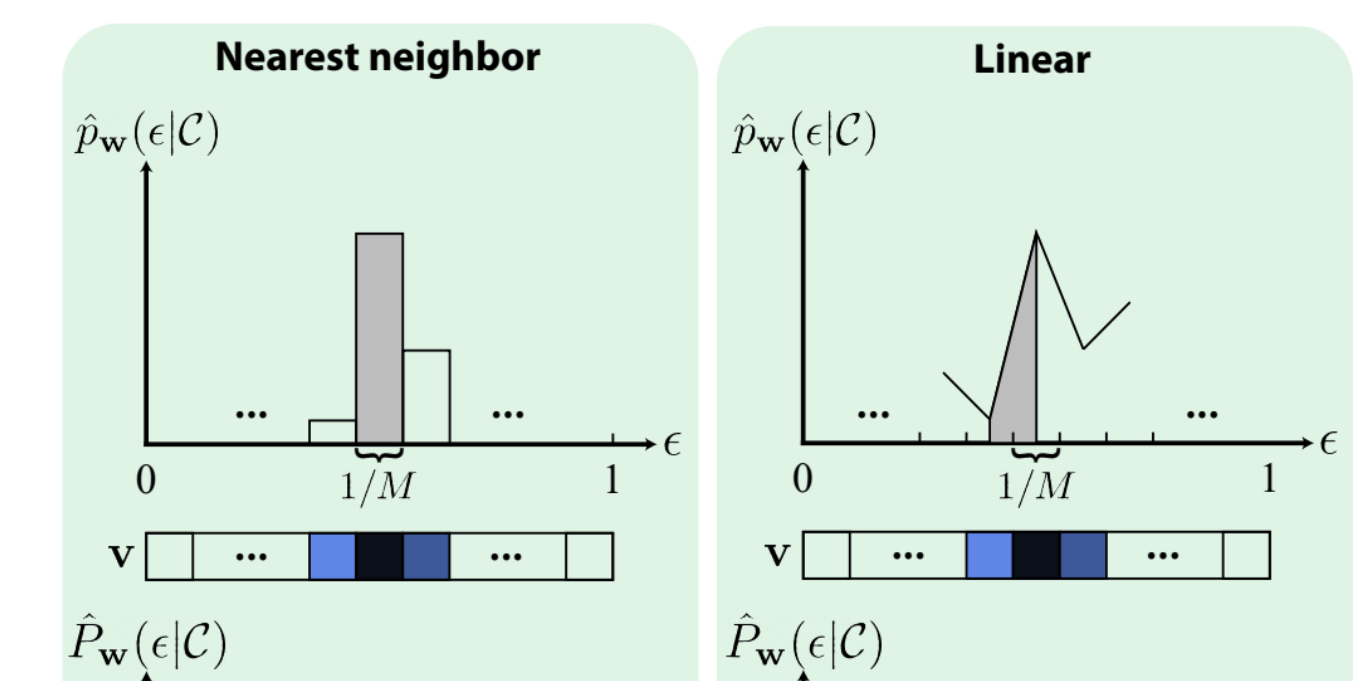 Nearest neighbor
p̂_w(ϵ|C)
...
...
ϵ
0
1/M
1
v
...
...
P̂_w(ϵ|C)
Linear
p̂_w(ϵ|C)
...
...
ϵ
0
1/M
1
v
...
...
P̂_w(ϵ|C)